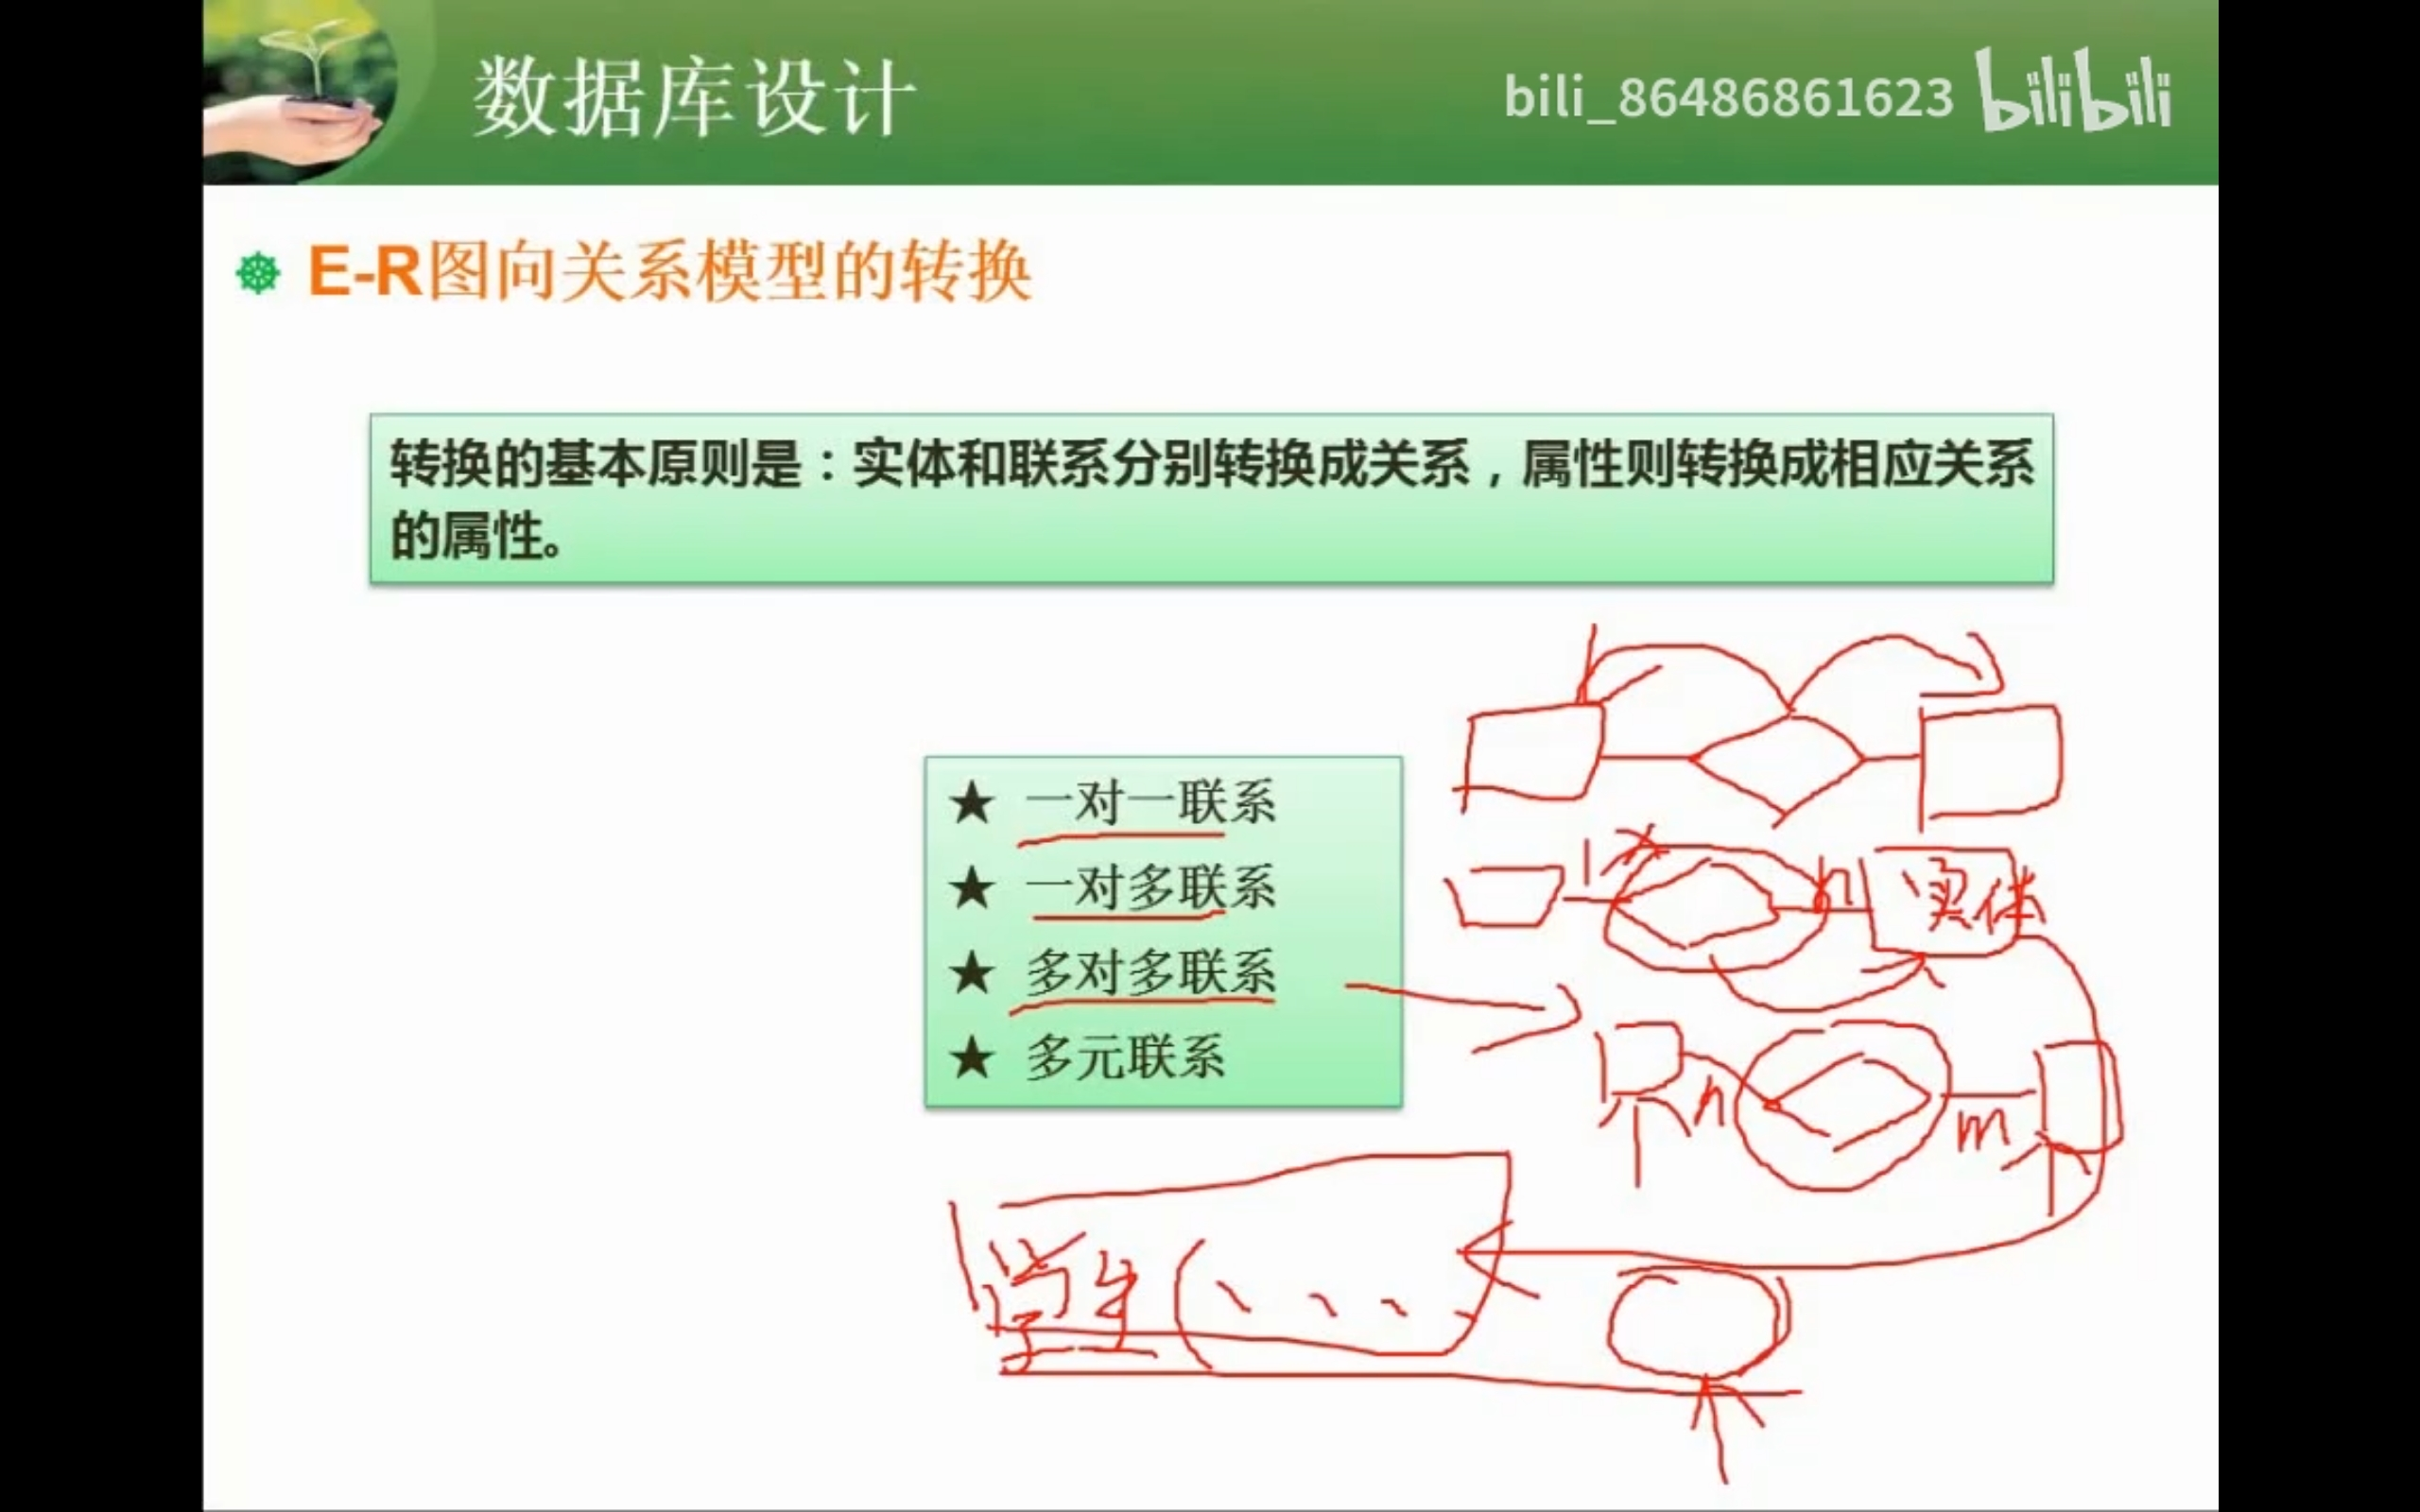 数据库设计
bili_86486861623 bilibili
E-R图向关系模型的转换
转换的基本原则是：实体和联系分别转换成关系，属性则转换成相应关系
的属性。
★ 一对一联系
★ 一对多联系
★ 多对多联系
★ 多元联系
1 n 实体
n m
学生(